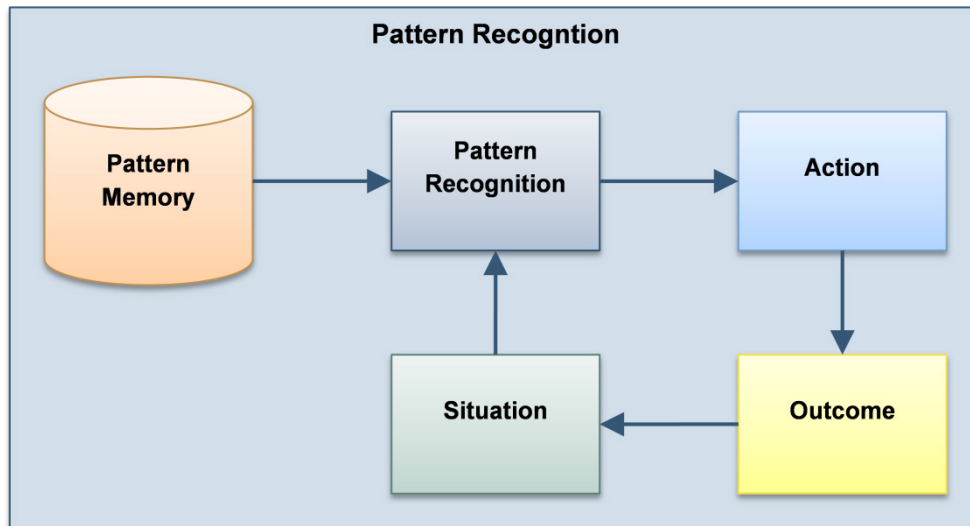 Pattern Recogntion
Pattern
Memory
Pattern
Recognition
Action
Situation
Outcome